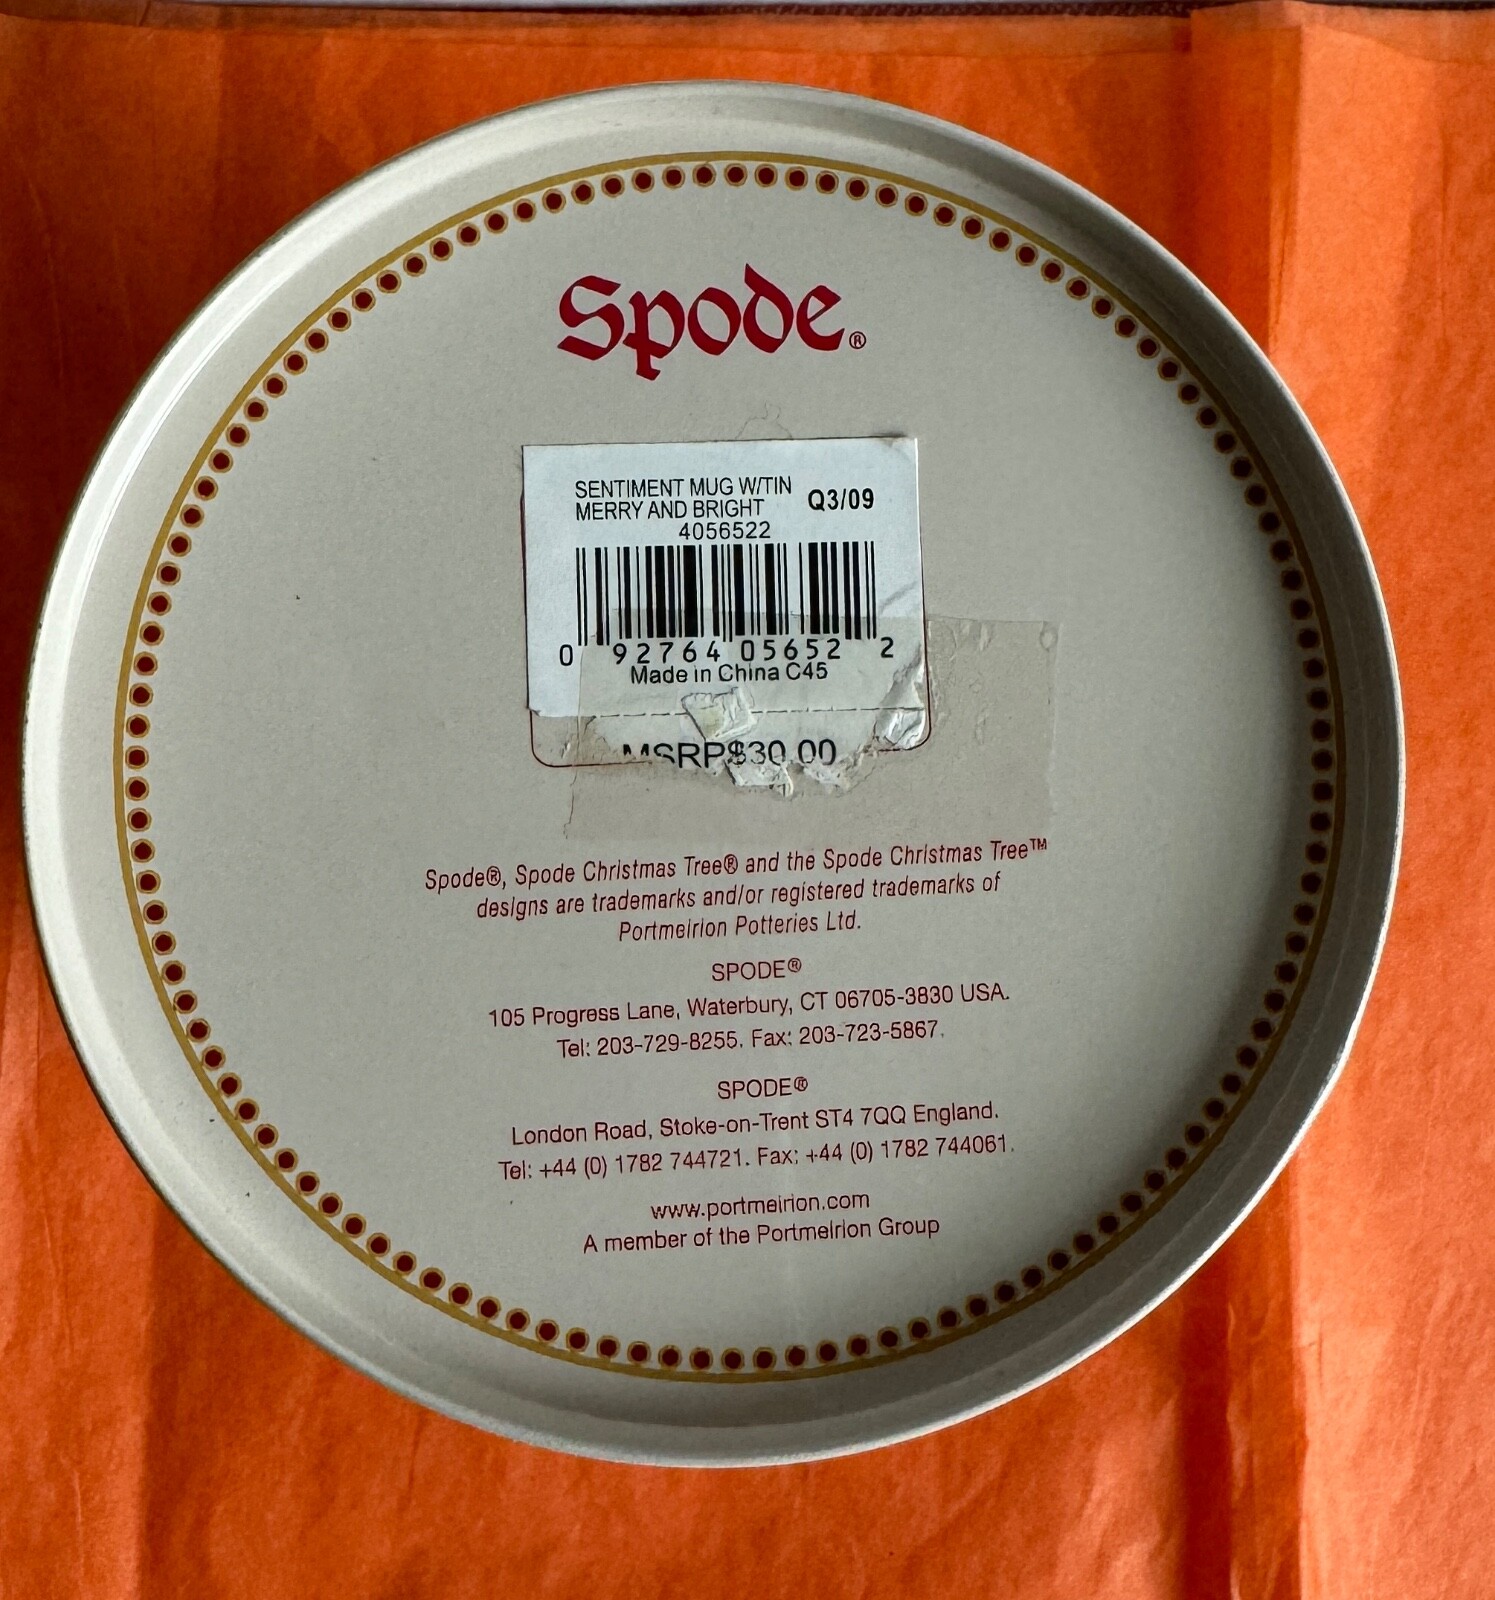 Spode®
SENTIMENT MUG W/TIN
MERRY AND BRIGHT Q3/09
4056522
0 92764 05652 2
Made in China C45
MSRP$30.00
Spode®, Spode Christmas Tree® and the Spode Christmas Tree™
designs are trademarks and/or registered trademarks of
Portmeirion Potteries Ltd.
SPODE®
105 Progress Lane, Waterbury, CT 06705-3830 USA.
Tel: 203-729-8255. Fax: 203-723-5867.
SPODE®
London Road, Stoke-on-Trent ST4 7QQ England.
Tel: +44 (0) 1782 744721. Fax: +44 (0) 1782 744061.
www.portmeirion.com
A member of the Portmeirion Group